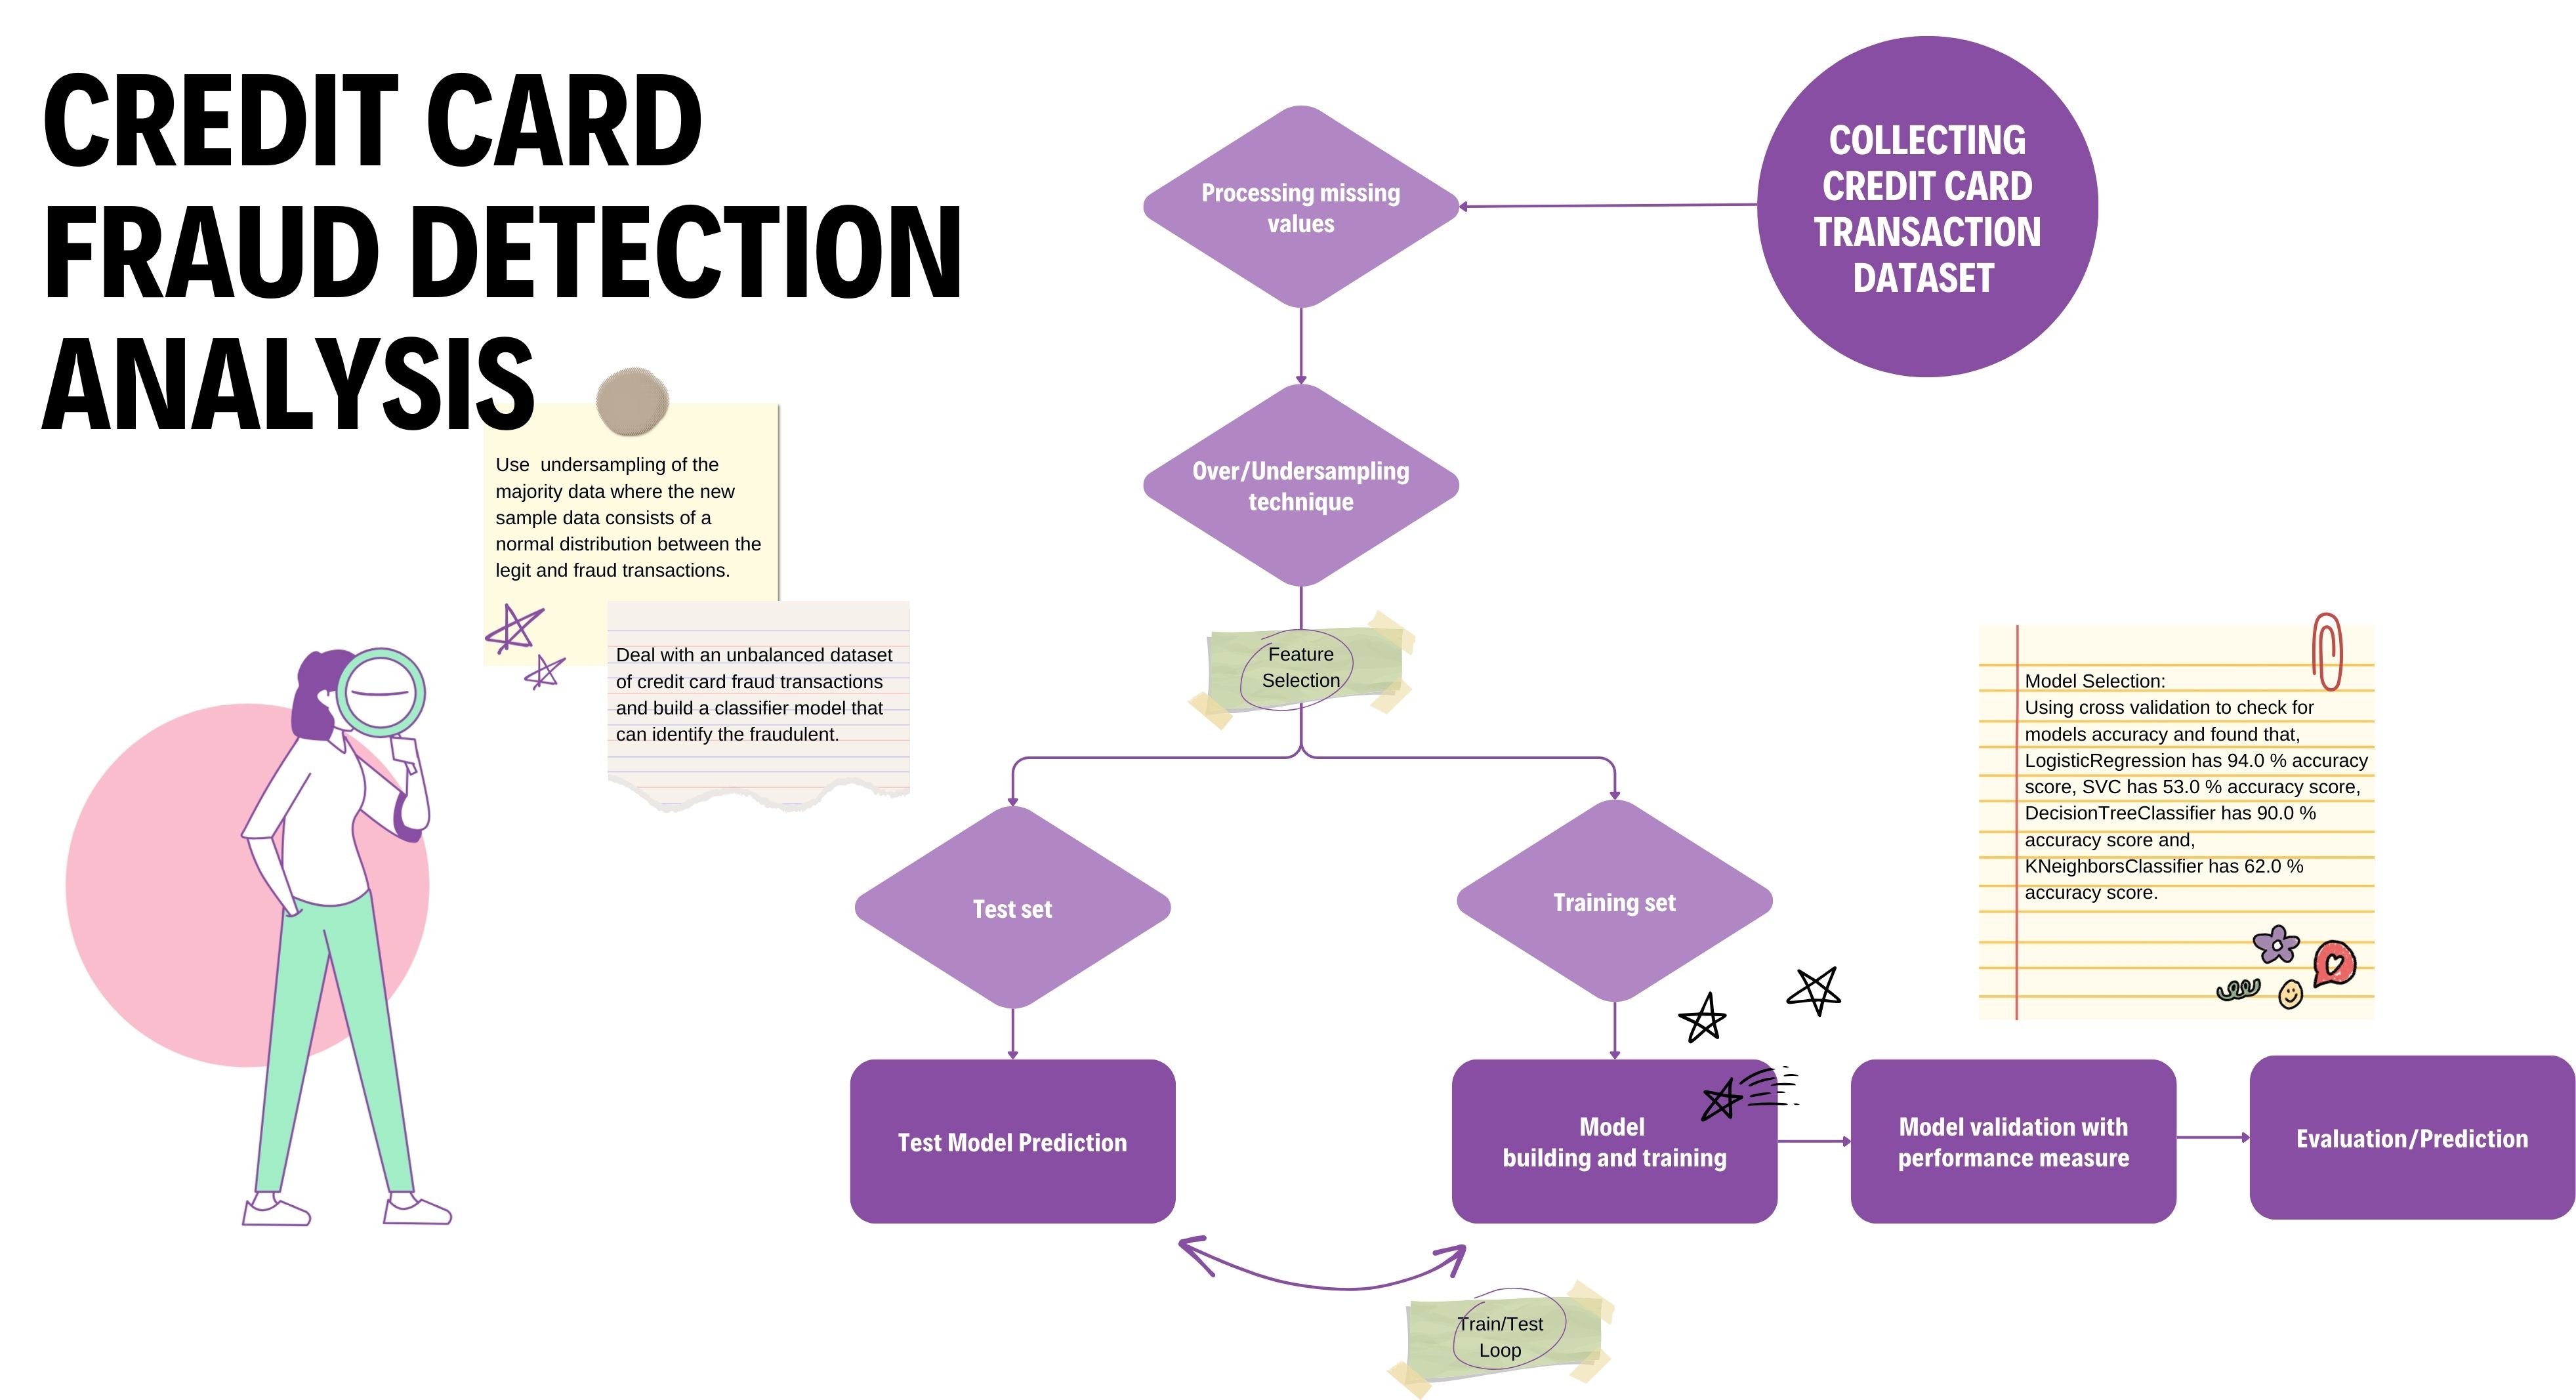 CREDIT CARD
FRAUD DETECTION
ANALYSIS
Use  undersampling of the
majority data where the new
sample data consists of a
normal distribution between the
legit and fraud transactions.
Deal with an unbalanced dataset
of credit card fraud transactions
and build a classifier model that
can identify the fraudulent.
COLLECTING
CREDIT CARD
TRANSACTION
DATASET
Processing missing
values
Over/Undersampling
technique
Feature
Selection
Test set
Training set
Test Model Prediction
Model
building and training
Model validation with
performance measure
Evaluation/Prediction
Train/Test
Loop
Model Selection:
Using cross validation to check for
models accuracy and found that,
LogisticRegression has 94.0 % accuracy
score, SVC has 53.0 % accuracy score,
DecisionTreeClassifier has 90.0 %
accuracy score and,
KNeighborsClassifier has 62.0 %
accuracy score.